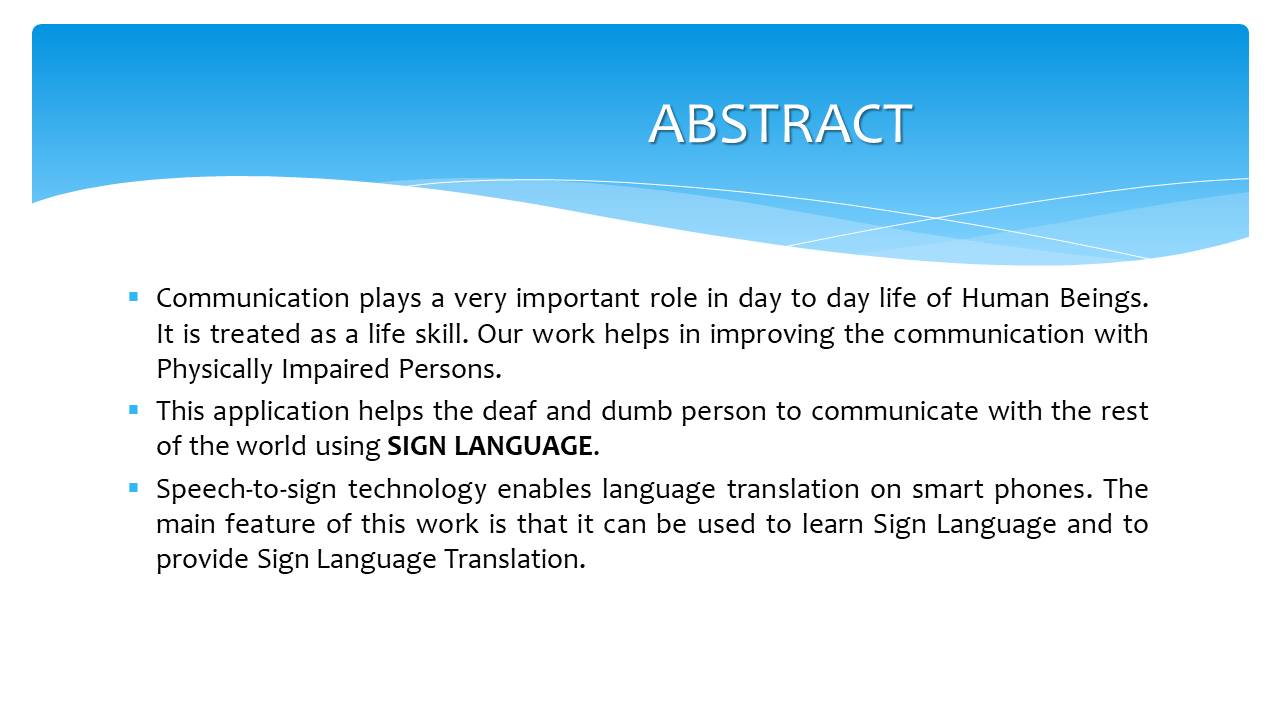 ABSTRACT
Communication plays a very important role in day to day life of Human Beings.
It is treated as a life skill. Our work helps in improving the communication with
Physically Impaired Persons.
This application helps the deaf and dumb person to communicate with the rest
of the world using SIGN LANGUAGE.
Speech-to-sign technology enables language translation on smart phones. The
main feature of this work is that it can be used to learn Sign Language and to
provide Sign Language Translation.